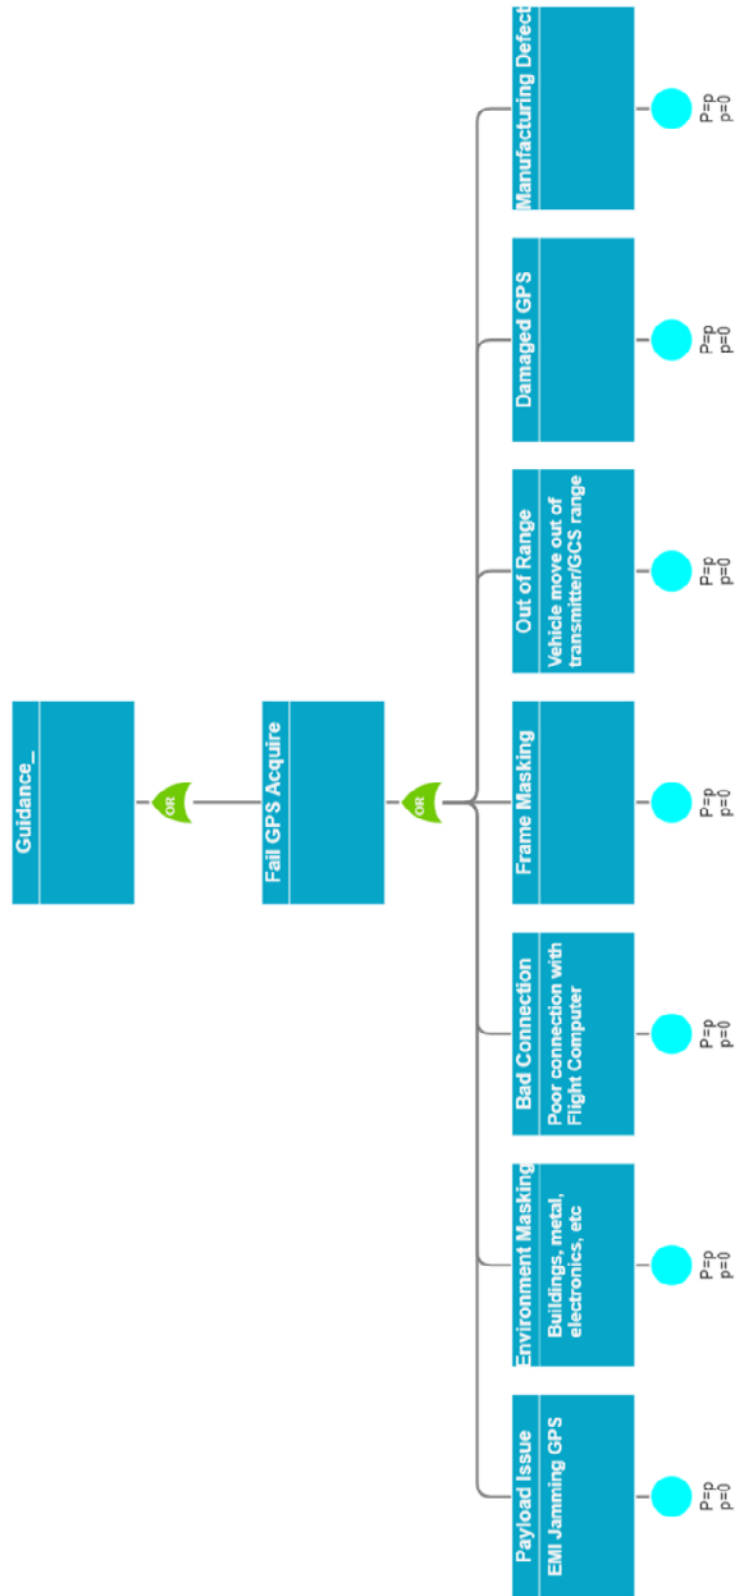 Guidance_
OR
Fail GPS Acquire
OR
Payload Issue
EMI Jamming GPS
P=p
p=0
Environment Masking
Buildings, metal,
electronics, etc
P=p
p=0
Bad Connection
Poor connection with
Flight Computer
P=p
p=0
Frame Masking
P=p
p=0
Out of Range
Vehicle move out of
transmitter/GCS range
P=p
p=0
Damaged GPS
P=p
p=0
Manufacturing Defect
P=p
p=0